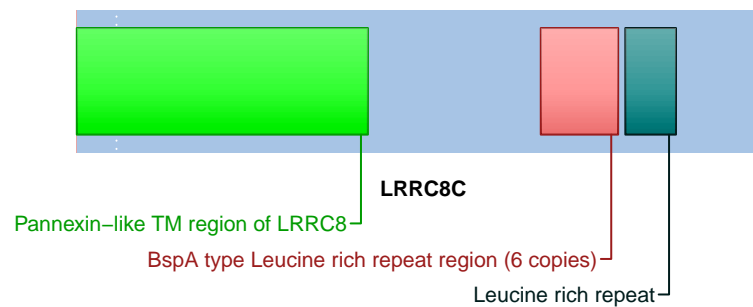 LRRC8C
Pannexin−like TM region of LRRC8
BspA type Leucine rich repeat region (6 copies)
Leucine rich repeat